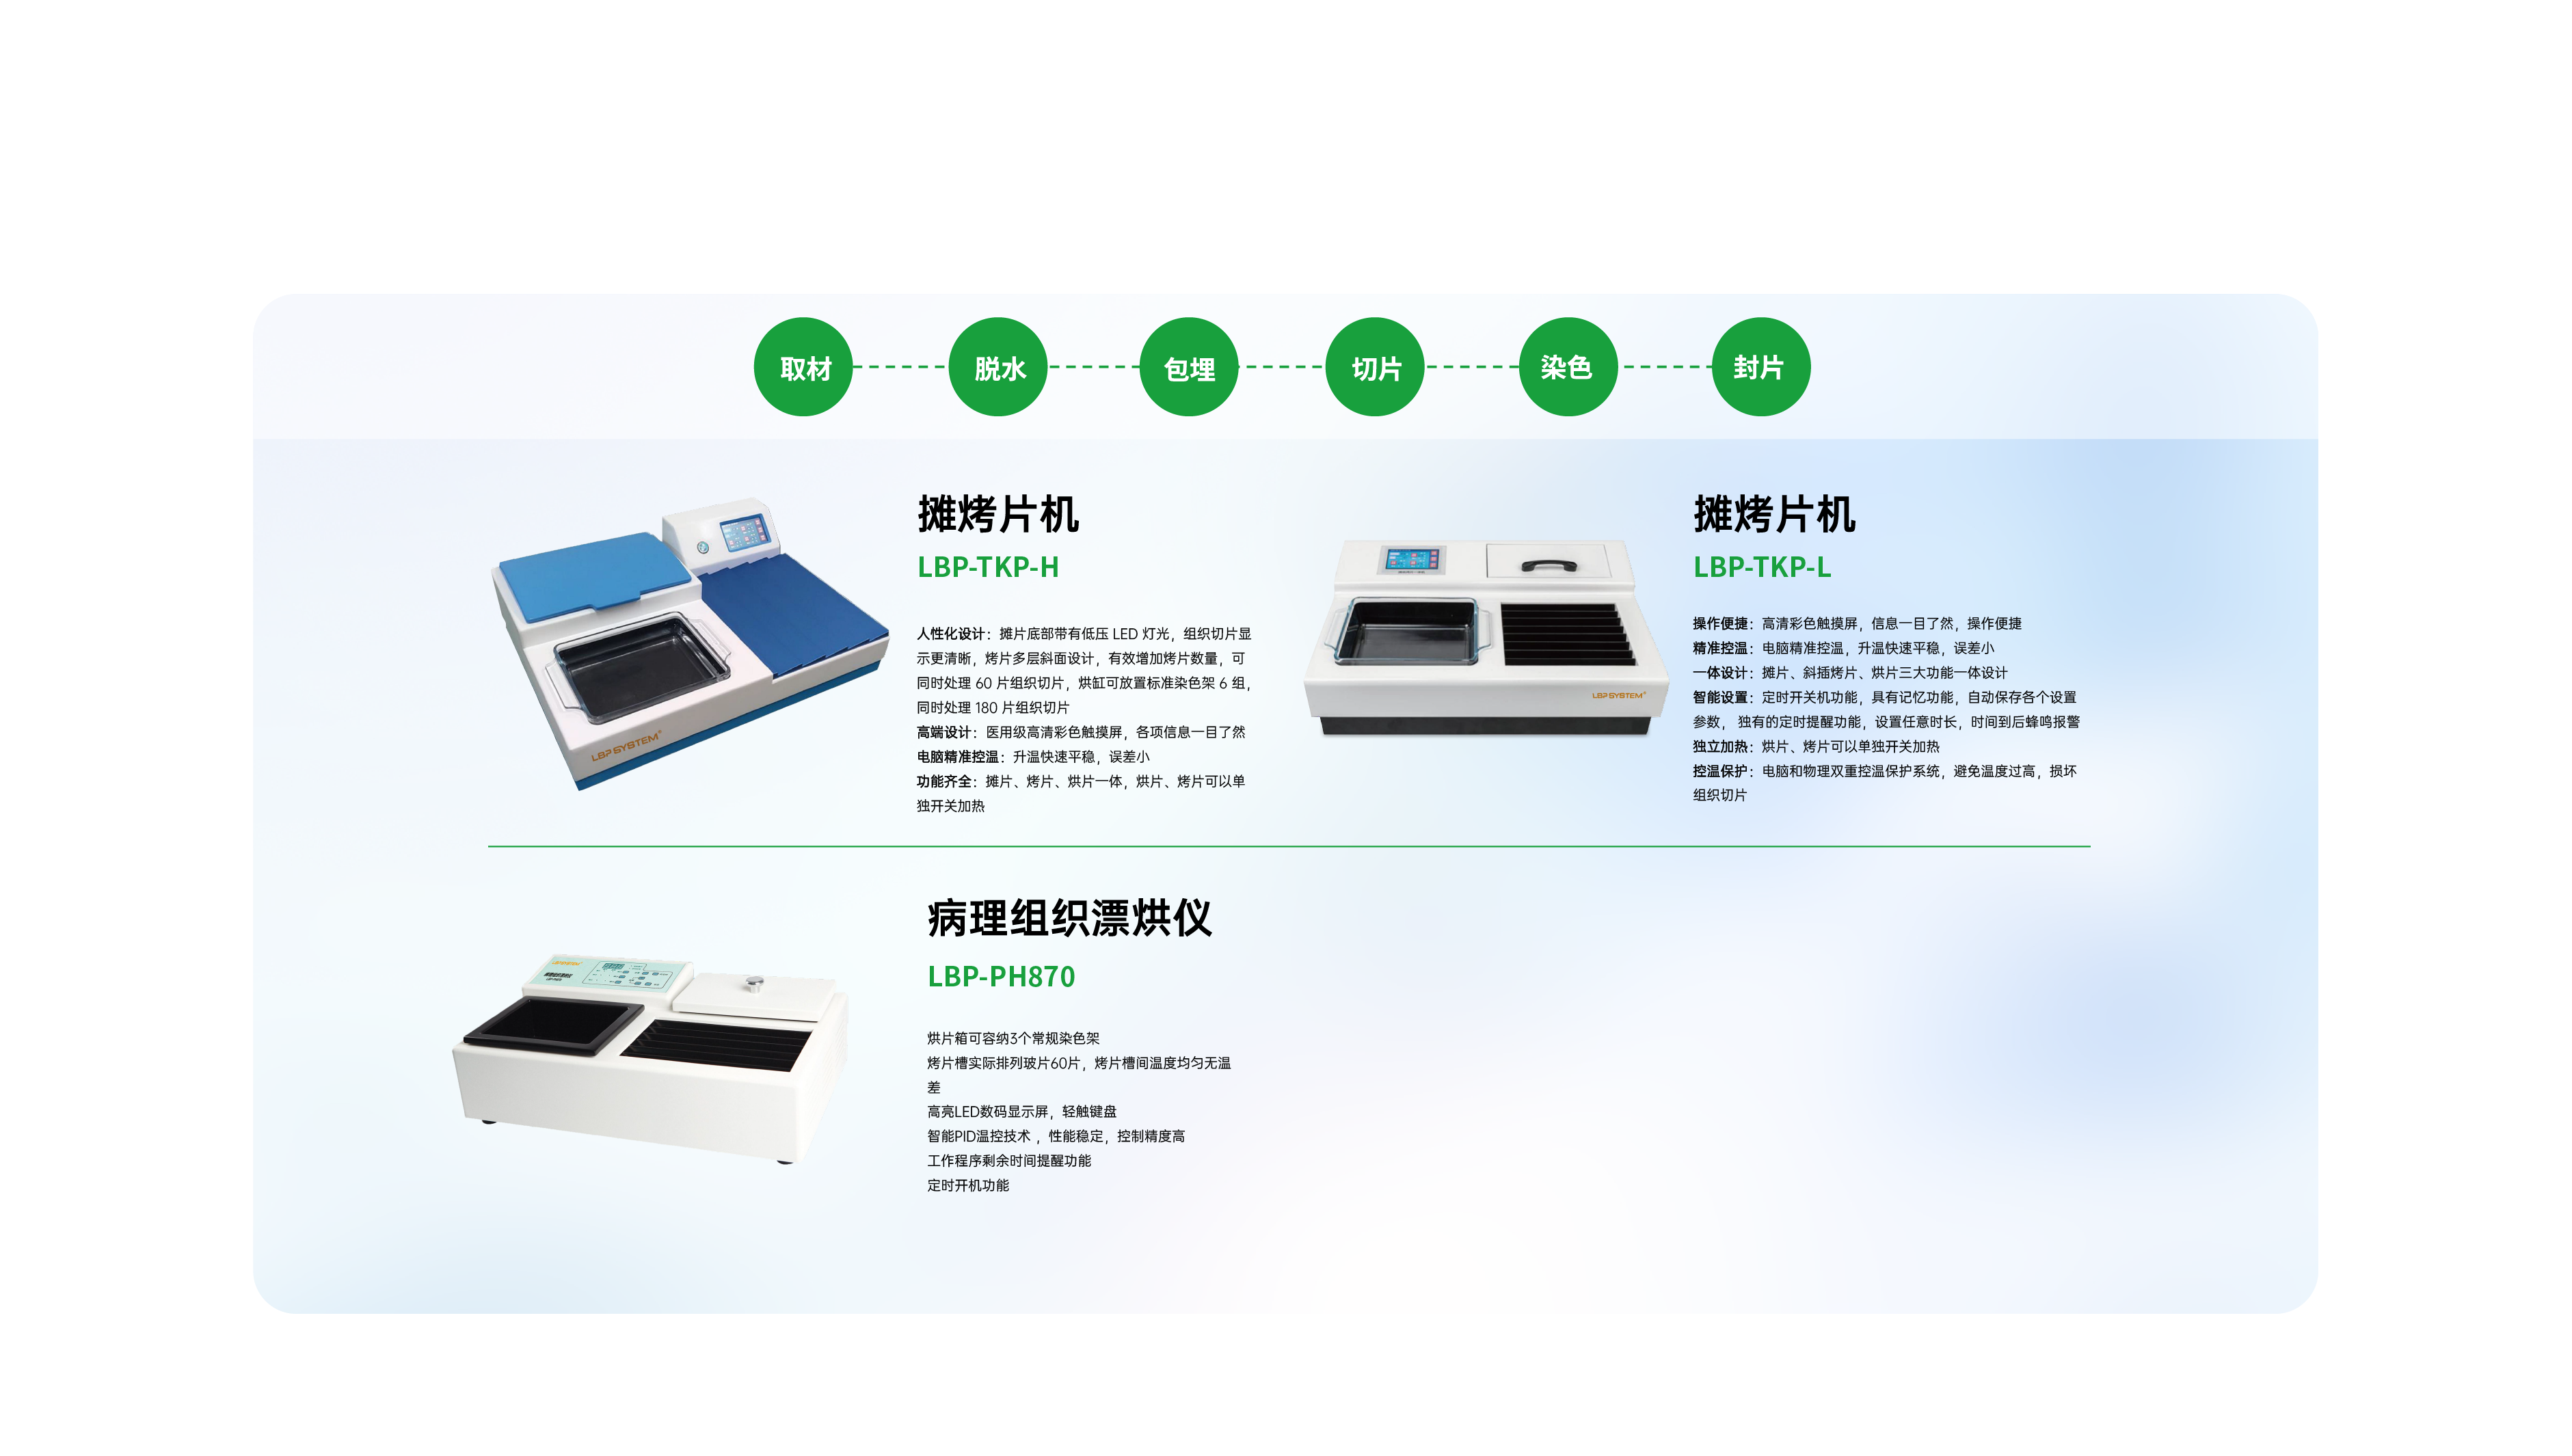 取材
脱水
包埋
切片
染色
封片
摊烤片机
LBP-TKP-H
人性化设计：摊片底部带有低压 LED 灯光，组织切片显
示更清晰，烤片多层斜面设计，有效增加烤片数量，可
同时处理 60 片组织切片，烘缸可放置标准染色架 6 组，
同时处理 180 片组织切片
高端设计：医用级高清彩色触摸屏，各项信息一目了然
电脑精准控温：升温快速平稳，误差小
功能齐全：摊片、烤片、烘片一体，烘片、烤片可以单
独开关加热
LBP SYSTEM
摊烤片机
LBP-TKP-L
操作便捷：高清彩色触摸屏，信息一目了然，操作便捷
精准控温：电脑精准控温，升温快速平稳，误差小
一体设计：摊片、斜插烤片、烘片三大功能一体设计
智能设置：定时开关机功能，具有记忆功能，自动保存各个设置
参数， 独有的定时提醒功能，设置任意时长，时间到后蜂鸣报警
独立加热：烘片、烤片可以单独开关加热
控温保护：电脑和物理双重控温保护系统，避免温度过高，损坏
组织切片
LBP SYSTEM
病理组织漂烘仪
LBP-PH870
烘片箱可容纳3个常规染色架
烤片槽实际排列玻片60片，烤片槽间温度均匀无温
差
高亮LED数码显示屏，轻触键盘
智能PID温控技术 ，性能稳定，控制精度高
工作程序剩余时间提醒功能
定时开机功能